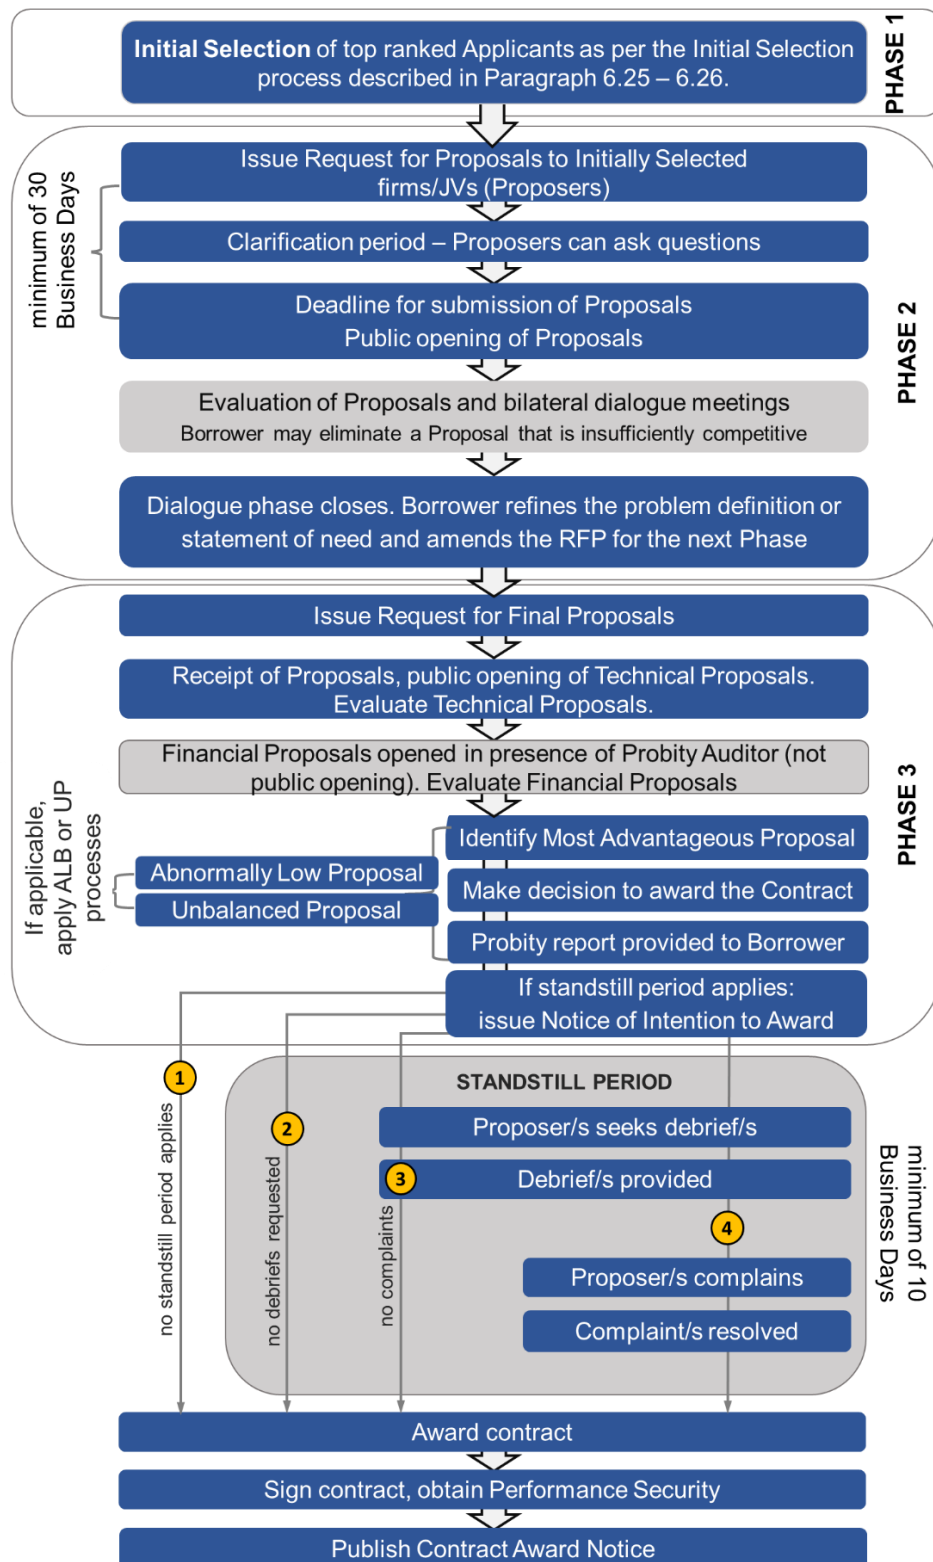 Initial Selection of top ranked Applicants as per the Initial Selection
process described in Paragraph 6.25 – 6.26.
PHASE 1
Issue Request for Proposals to Initially Selected
firms/JVs (Proposers)
Clarification period – Proposers can ask questions
Deadline for submission of Proposals
Public opening of Proposals
minimum of 30
Business Days
Evaluation of Proposals and bilateral dialogue meetings
Borrower may eliminate a Proposal that is insufficiently competitive
Dialogue phase closes. Borrower refines the problem definition or
statement of need and amends the RFP for the next Phase
PHASE 2
Issue Request for Final Proposals
Receipt of Proposals, public opening of Technical Proposals.
Evaluate Technical Proposals.
Financial Proposals opened in presence of Probity Auditor (not
public opening). Evaluate Financial Proposals
Identify Most Advantageous Proposal
Make decision to award the Contract
Probity report provided to Borrower
Abnormally Low Proposal
Unbalanced Proposal
If applicable,
apply ALB or UP
processes
If standstill period applies:
issue Notice of Intention to Award
PHASE 3
STANDSTILL PERIOD
1
no standstill period applies
2
no debriefs requested
3
no complaints
4
Proposer/s seeks debrief/s
Debrief/s provided
Proposer/s complains
Complaint/s resolved
minimum of 10
Business Days
Award contract
Sign contract, obtain Performance Security
Publish Contract Award Notice